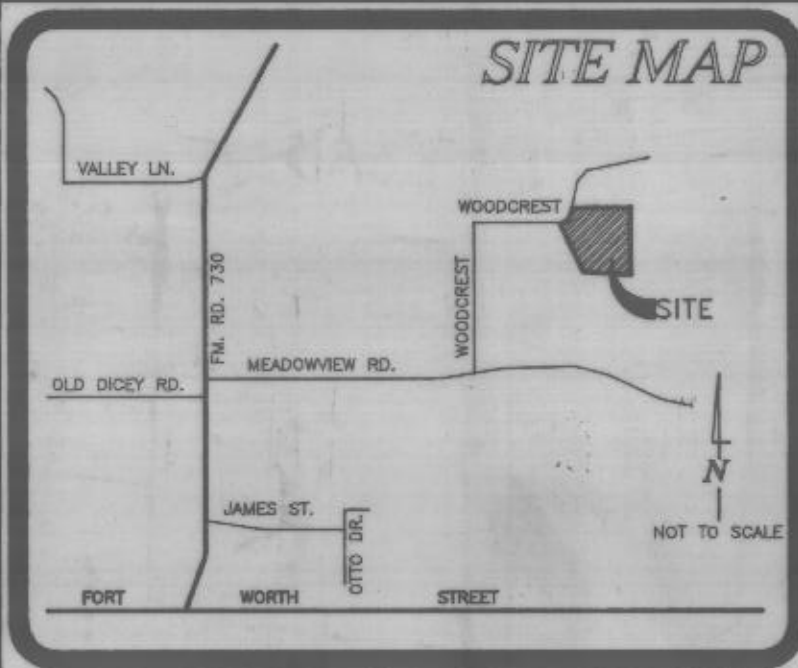 SITE MAP
VALLEY LN.
WOODCREST
FM. RD. 730
WOODCREST
SITE
MEADOWVIEW RD.
OLD DICEY RD.
N
JAMES ST.
OTTO DR.
NOT TO SCALE
FORT WORTH STREET